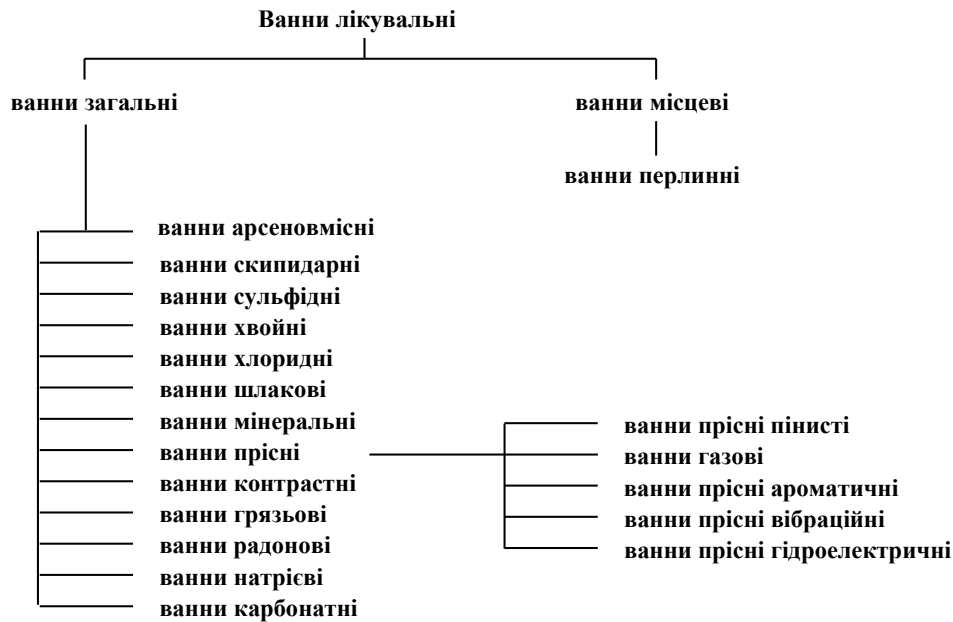 Ванни лікувальні
ванни загальні
ванни місцеві
ванни перлинні
ванни арсеновмісні
ванни скипидарні
ванни сульфідні
ванни хвойні
ванни хлоридні
ванни шлакові
ванни мінеральні
ванни прісні
ванни контрастні
ванни грязьові
ванни радонові
ванни натрієві
ванни карбонатні
ванни прісні пінисті
ванни газові
ванни прісні ароматичні
ванни прісні вібраційні
ванни прісні гідроелектричні